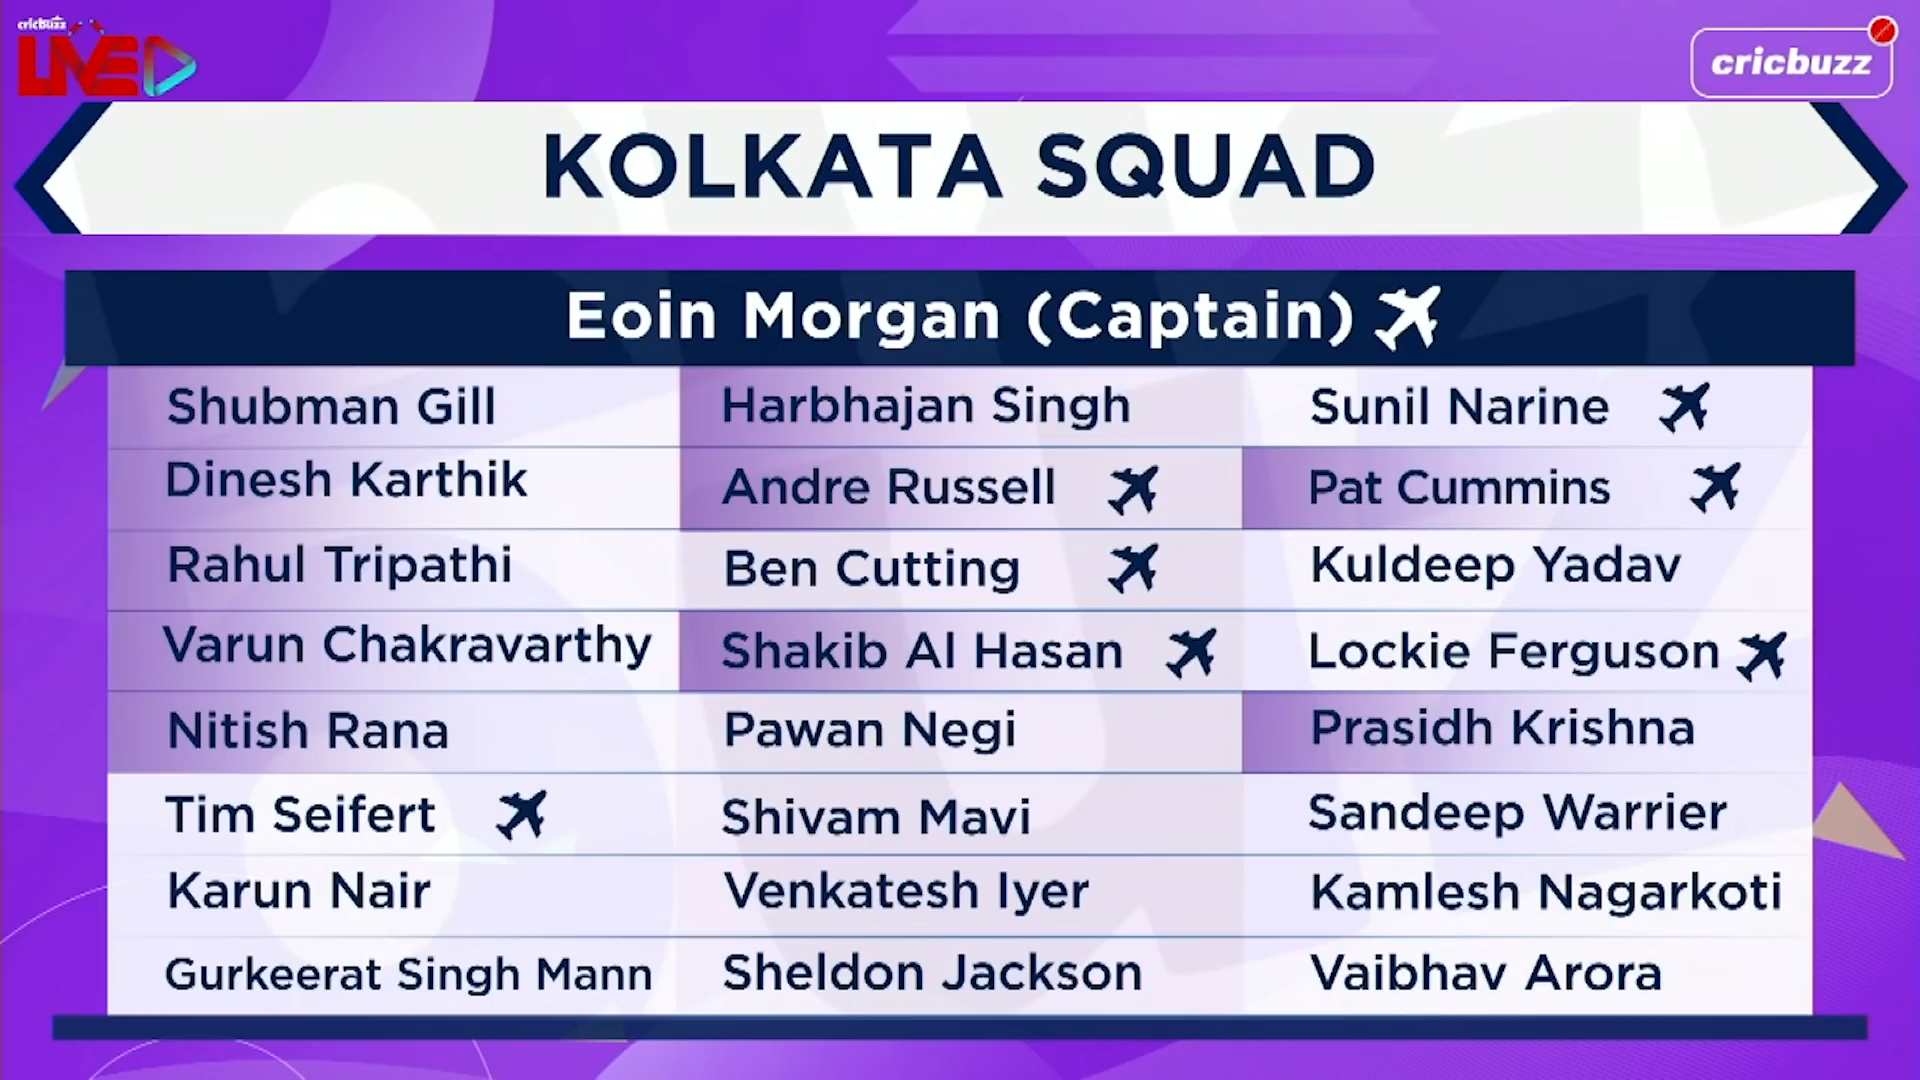 cricbuzz
LIVE
cricbuzz
KOLKATA SQUAD
Eoin Morgan (Captain)
Shubman Gill
Harbhajan Singh
Sunil Narine
Dinesh Karthik
Andre Russell
Pat Cummins
Rahul Tripathi
Ben Cutting
Kuldeep Yadav
Varun Chakravarthy
Shakib Al Hasan
Lockie Ferguson
Nitish Rana
Pawan Negi
Prasidh Krishna
Tim Seifert
Shivam Mavi
Sandeep Warrier
Karun Nair
Venkatesh Iyer
Kamlesh Nagarkoti
Gurkeerat Singh Mann
Sheldon Jackson
Vaibhav Arora